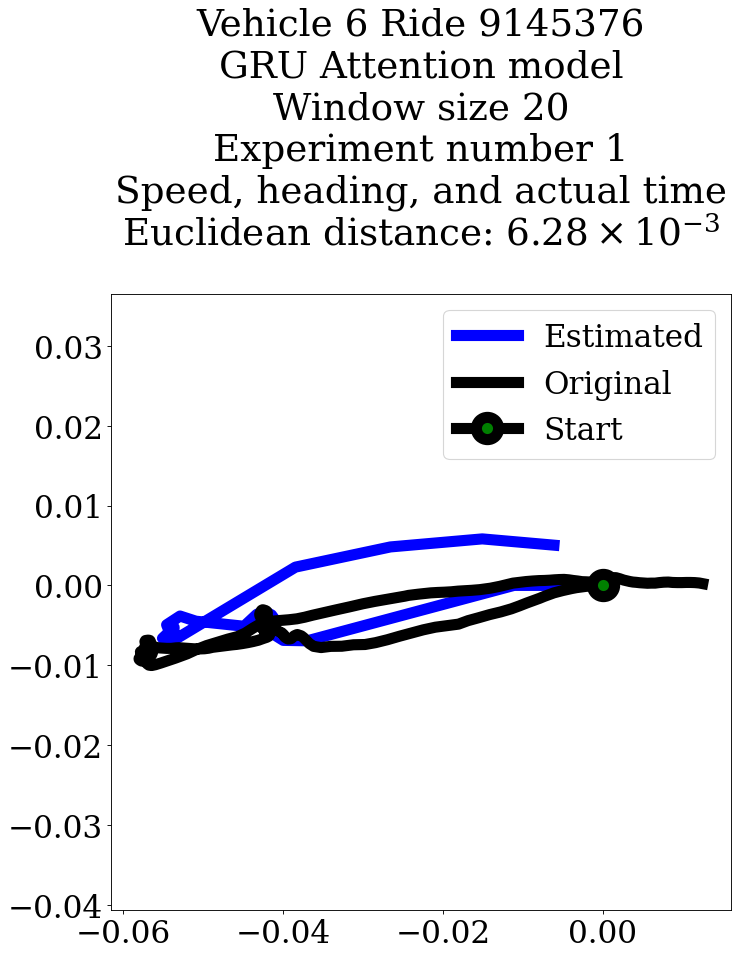 Vehicle 6 Ride 9145376
GRU Attention model
Window size 20
Experiment number 1
Speed, heading, and actual time
Euclidean distance: 6.28 × 10⁻³
Estimated
Original
Start
0.03
0.02
0.01
0.00
−0.01
−0.02
−0.03
−0.04
−0.06 −0.04 −0.02 0.00